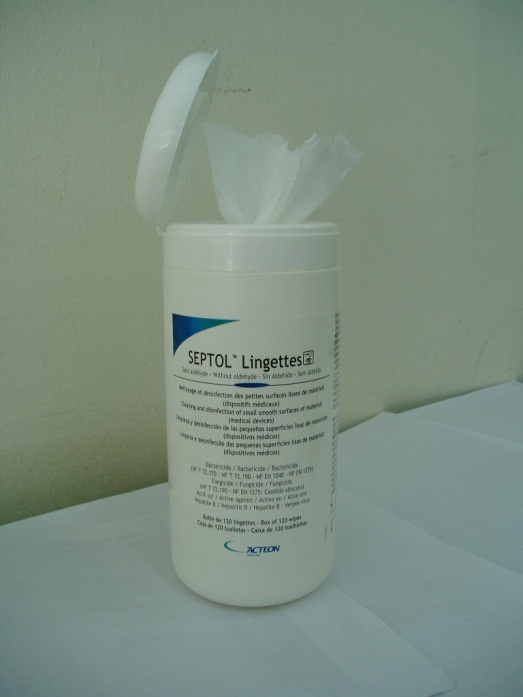 SEPTOL™ Lingettes
Sans aldéhyde - Without aldehyde - Sin Aldehido - Sem Aldeido
Nettoyage et désinfection des petites surfaces lisses de matériels
(dispositifs médicaux)
Cleaning and disinfection of small smooth surfaces of materials
(medical devices)
Limpieza y desinfección de las pequeñas superficies lisas de materiales
(dispositivos médicos)
Limpeza e desinfecção das pequenas superfícies lisas de materiais
(dispositivos médicos)
Bactéricide / Bactericide / Bactericida
(NF T 72.170 - NF T 72.190 - NF EN 1040 - NF EN 1276)
Fongicide / Fungicide / Fungicida
(NF T 72.190 - NF EN 1275: Candida albicans)
Actif sur / Active against / Activo en / Ativo em
Hépatite B / Hepatitis B / Hepatite B - Herpes virus
Boîte de 120 lingettes - Box of 120 wipes
Caja de 120 toalletas - Caixa de 120 toalhinhas
ACTEON